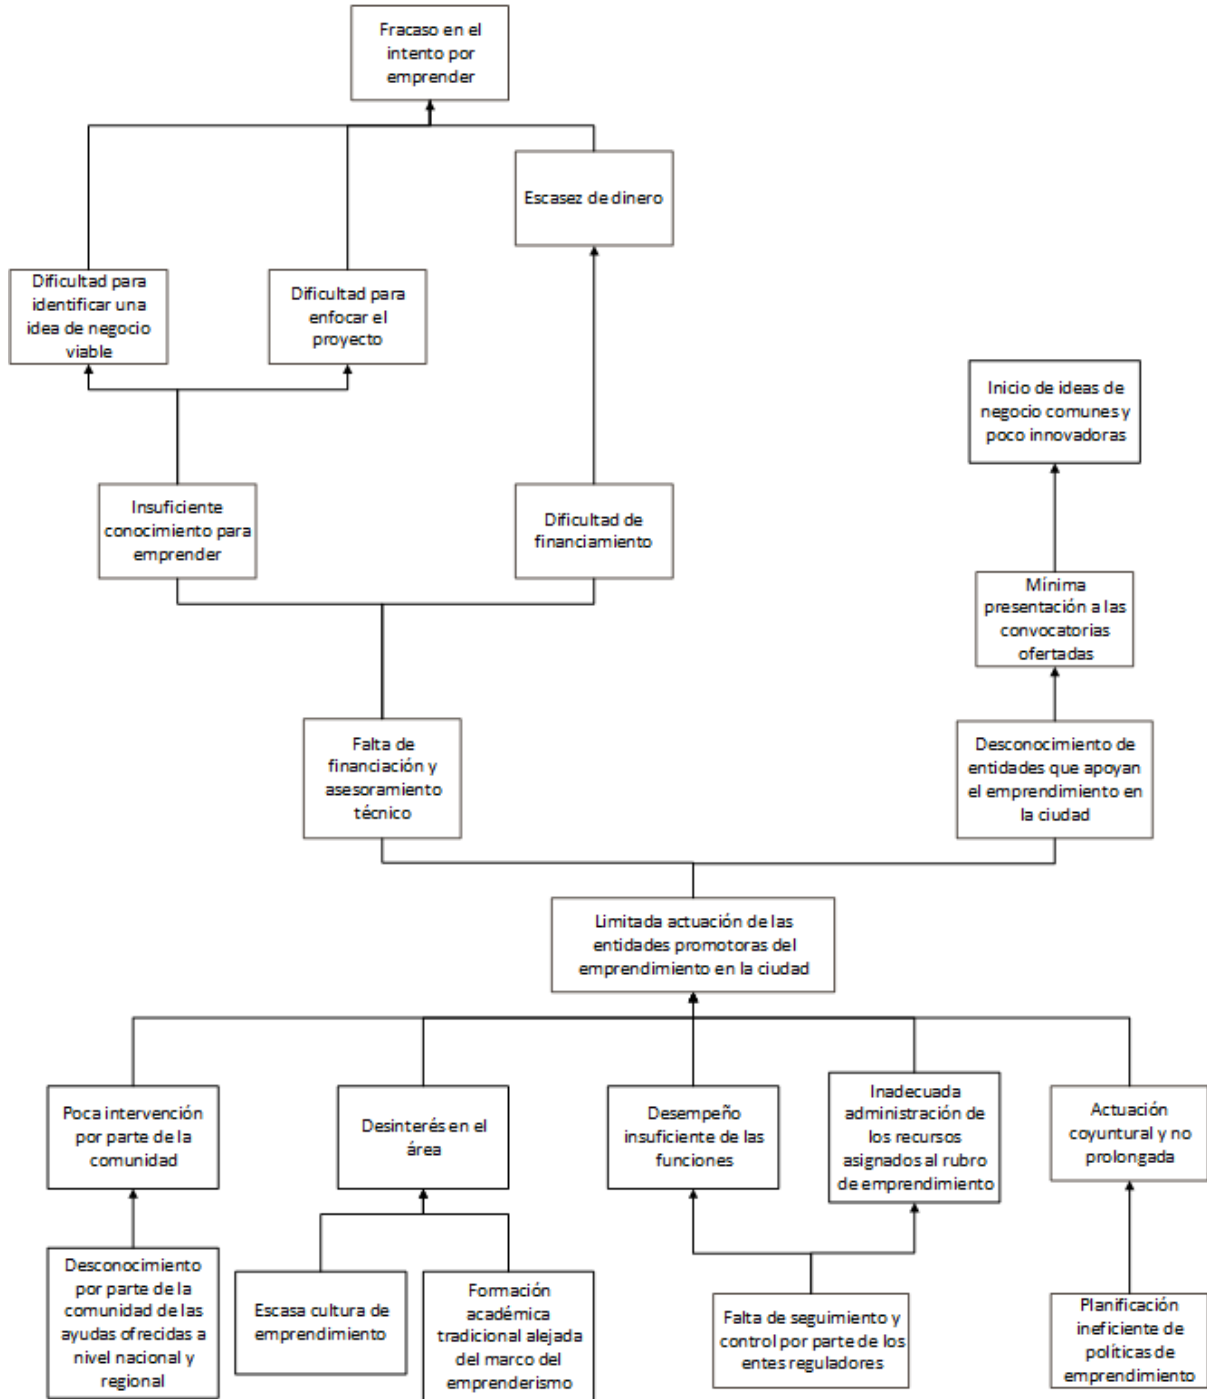 Fracaso en el
intento por
emprender
Escasez de dinero
Dificultad para
identificar una
idea de negocio
viable
Dificultad para
enfocar el
proyecto
Inicio de ideas de
negocio comunes y
poco innovadoras
Insuficiente
conocimiento para
emprender
Dificultad de
financiamiento
Mínima
presentación a las
convocatorias
ofertadas
Falta de
financiación y
asesoramiento
técnico
Desconocimiento de
entidades que apoyan
el emprendimiento en
la ciudad
Limitada actuación de las
entidades promotoras del
emprendimiento en la ciudad
Poca intervención
por parte de la
comunidad
Desinterés en el
área
Desempeño
insuficiente de las
funciones
Inadecuada
administración de
los recursos
asignados al rubro
de emprendimiento
Actuación
coyuntural y no
prolongada
Desconocimiento
por parte de la
comunidad de las
ayudas ofrecidas a
nivel nacional y
regional
Escasa cultura de
emprendimiento
Formación
académica
tradicional alejada
del marco del
emprenderismo
Falta de seguimiento y
control por parte de los
entes reguladores
Planificación
ineficiente de
políticas de
emprendimiento